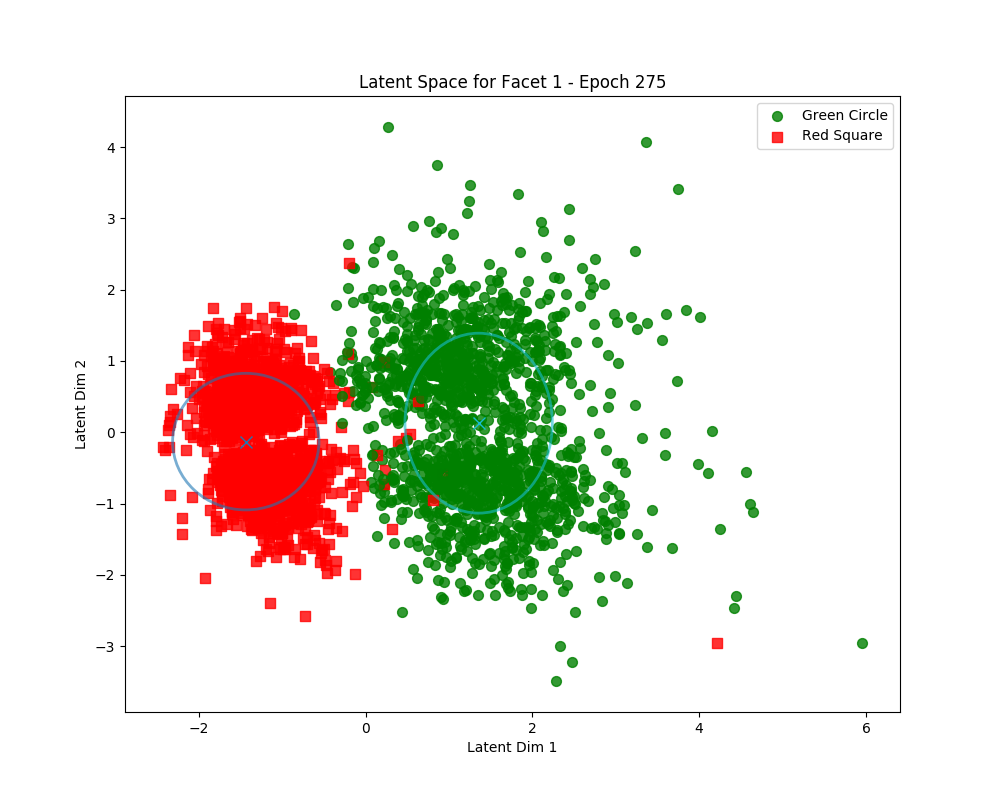 Latent Space for Facet 1 - Epoch 275
Green Circle
Red Square
4
3
2
1
0
−1
−2
−3
Latent Dim 2
−2
0
2
4
6
Latent Dim 1